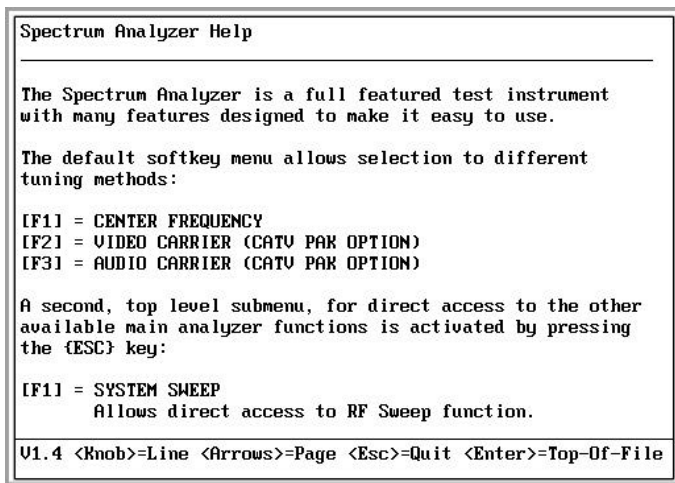 Spectrum Analyzer Help
The Spectrum Analyzer is a full featured test instrument
with many features designed to make it easy to use.
The default softkey menu allows selection to different
tuning methods:
[F1] = CENTER FREQUENCY
[F2] = VIDEO CARRIER (CATV PAK OPTION)
[F3] = AUDIO CARRIER (CATV PAK OPTION)
A second, top level submenu, for direct access to the other
available main analyzer functions is activated by pressing
the {ESC} key:
[F1] = SYSTEM SWEEP
Allows direct access to RF Sweep function.
V1.4 <Knob>=Line <Arrows>=Page <Esc>=Quit <Enter>=Top-Of-File